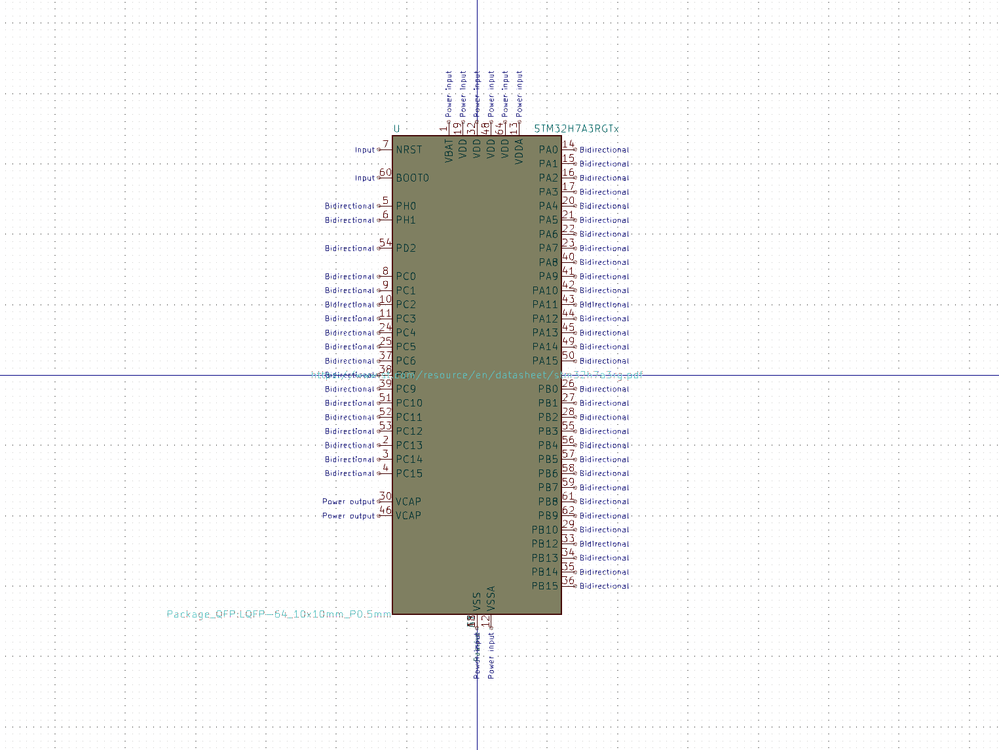 Power input Power input Power input Power input Power input Power input
1 19 32 48 64 13
U STM32H7A3RGTx
VBAT VDD VDD VDD VDD VDDA
Input 7 NRST PA0 14 Bidirectional
PA1 15 Bidirectional
Input 60 BOOT0 PA2 16 Bidirectional
PA3 17 Bidirectional
Bidirectional 5 PH0 PA4 20 Bidirectional
Bidirectional 6 PH1 PA5 21 Bidirectional
PA6 22 Bidirectional
Bidirectional 54 PD2 PA7 23 Bidirectional
PA8 40 Bidirectional
Bidirectional 8 PC0 PA9 41 Bidirectional
Bidirectional 9 PC1 PA10 42 Bidirectional
Bidirectional 10 PC2 PA11 43 Bidirectional
Bidirectional 11 PC3 PA12 44 Bidirectional
Bidirectional 24 PC4 PA13 45 Bidirectional
Bidirectional 25 PC5 PA14 49 Bidirectional
Bidirectional 37 PC6 PA15 50 Bidirectional
Bidirectional 38
Bidirectional 39 PC9 PB0 26 Bidirectional
Bidirectional 51 PC10 PB1 27 Bidirectional
Bidirectional 52 PC11 PB2 28 Bidirectional
Bidirectional 53 PC12 PB3 55 Bidirectional
Bidirectional 2 PC13 PB4 56 Bidirectional
Bidirectional 3 PC14 PB5 57 Bidirectional
Bidirectional 4 PC15 PB6 58 Bidirectional
PB7 59 Bidirectional
Power output 30 VCAP PB8 61 Bidirectional
Power output 46 VCAP PB9 62 Bidirectional
PB10 29 Bidirectional
PB12 33 Bidirectional
PB13 34 Bidirectional
PB14 35 Bidirectional
PB15 36 Bidirectional
VSS VSSA
Package_QFP:LQFP-64_10x10mm_P0.5mm
12
Power input